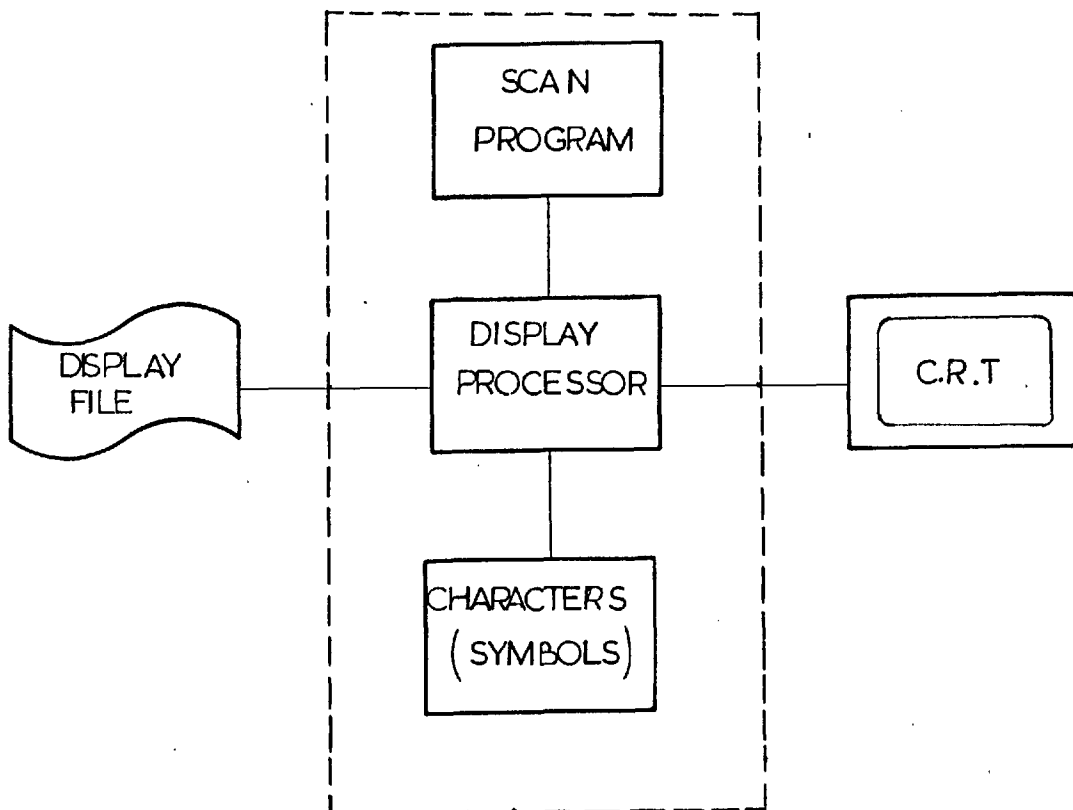 SCAN
PROGRAM
DISPLAY
FILE
DISPLAY
PROCESSOR
C.R.T
CHARACTERS
(SYMBOLS)